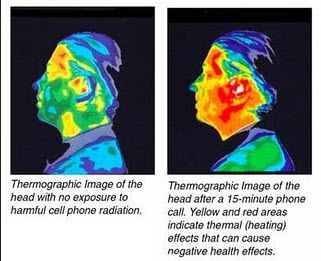 Thermographic Image of the
head with no exposure to
harmful cell phone radiation.
Thermographic Image of the
head after a 15-minute phone
call. Yellow and red areas
indicate thermal (heating)
effects that can cause
negative health effects.